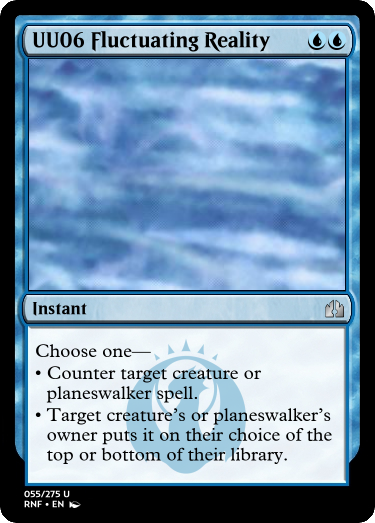 UU06 Fluctuating Reality
Instant
Choose one—
• Counter target creature or
planeswalker spell.
• Target creature's or planeswalker's
owner puts it on their choice of the
top or bottom of their library.
055/275 U
RNF • EN